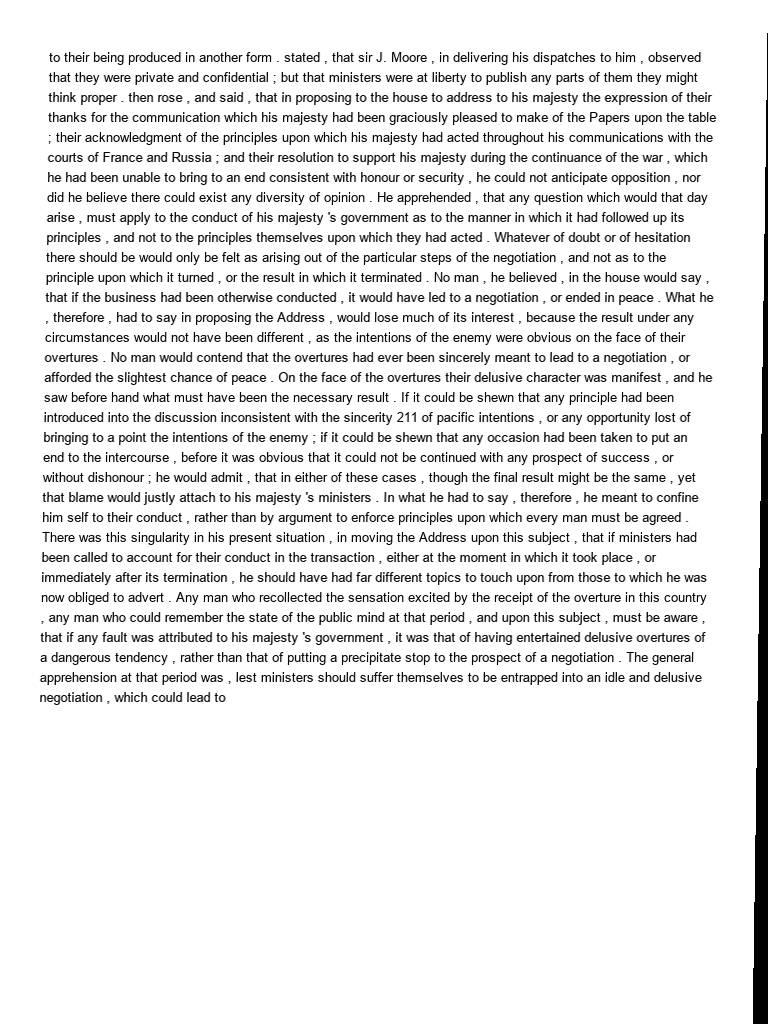 to their being produced in another form . stated , that sir J. Moore , in delivering his dispatches to him , observed
that they were private and confidential ; but that ministers were at liberty to publish any parts of them they might
think proper . then rose , and said , that in proposing to the house to address to his majesty the expression of their
thanks for the communication which his majesty had been graciously pleased to make of the Papers upon the table
; their acknowledgment of the principles upon which his majesty had acted throughout his communications with the
courts of France and Russia ; and their resolution to support his majesty during the continuance of the war , which
he had been unable to bring to an end consistent with honour or security , he could not anticipate opposition , nor
did he believe there could exist any diversity of opinion . He apprehended , that any question which would that day
arise , must apply to the conduct of his majesty 's government as to the manner in which it had followed up its
principles , and not to the principles themselves upon which they had acted . Whatever of doubt or of hesitation
there should be would only be felt as arising out of the particular steps of the negotiation , and not as to the
principle upon which it turned , or the result in which it terminated . No man , he believed , in the house would say ,
that if the business had been otherwise conducted , it would have led to a negotiation , or ended in peace . What he
, therefore , had to say in proposing the Address , would lose much of its interest , because the result under any
circumstances would not have been different , as the intentions of the enemy were obvious on the face of their
overtures . No man would contend that the overtures had ever been sincerely meant to lead to a negotiation , or
afforded the slightest chance of peace . On the face of the overtures their delusive character was manifest , and he
saw before hand what must have been the necessary result . If it could be shewn that any principle had been
introduced into the discussion inconsistent with the sincerity 211 of pacific intentions , or any opportunity lost of
bringing to a point the intentions of the enemy ; if it could be shewn that any occasion had been taken to put an
end to the intercourse , before it was obvious that it could not be continued with any prospect of success , or
without dishonour ; he would admit , that in either of these cases , though the final result might be the same , yet
that blame would justly attach to his majesty 's ministers . In what he had to say , therefore , he meant to confine
him self to their conduct , rather than by argument to enforce principles upon which every man must be agreed .
There was this singularity in his present situation , in moving the Address upon this subject , that if ministers had
been called to account for their conduct in the transaction , either at the moment in which it took place , or
immediately after its termination , he should have had far different topics to touch upon from those to which he was
now obliged to advert . Any man who recollected the sensation excited by the receipt of the overture in this country
, any man who could remember the state of the public mind at that period , and upon this subject , must be aware ,
that if any fault was attributed to his majesty 's government , it was that of having entertained delusive overtures of
a dangerous tendency , rather than that of putting a precipitate stop to the prospect of a negotiation . The general
apprehension at that period was , lest ministers should suffer themselves to be entrapped into an idle and delusive
negotiation , which could lead to